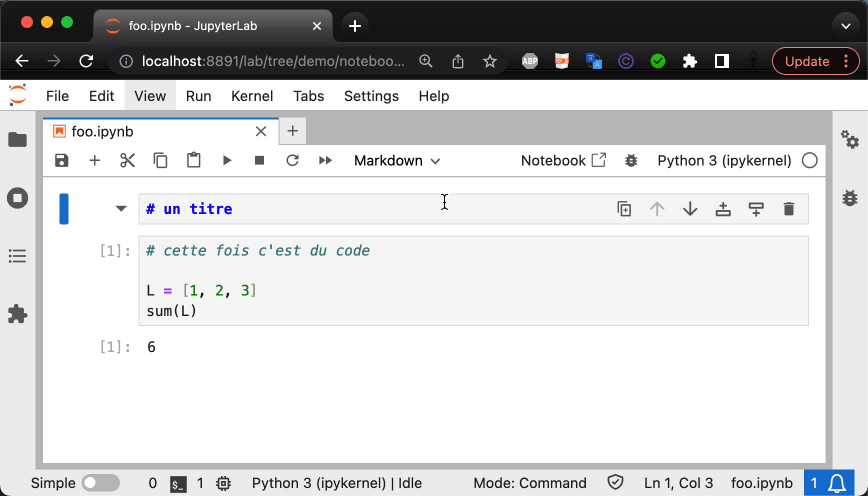 foo.ipynb - JupyterLab
localhost:8891/lab/tree/demo/noteboo...
ABP
Update
File Edit View Run Kernel Tabs Settings Help
foo.ipynb
Markdown
Notebook
Python 3 (ipykernel)
# un titre
[1]:
# cette fois c'est du code
L = [1, 2, 3]
sum(L)
[1]:
6
Simple
0
$_
1
Python 3 (ipykernel) | Idle
Mode: Command
Ln 1, Col 3
foo.ipynb
1